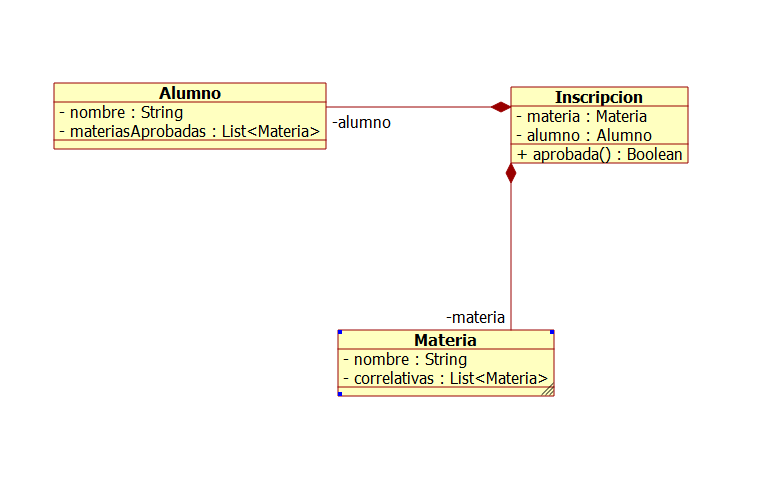 Alumno
- nombre : String
- materiasAprobadas : List<Materia>
-alumno
Inscripcion
- materia : Materia
- alumno : Alumno
+ aprobada() : Boolean
-materia
Materia
- nombre : String
- correlativas : List<Materia>